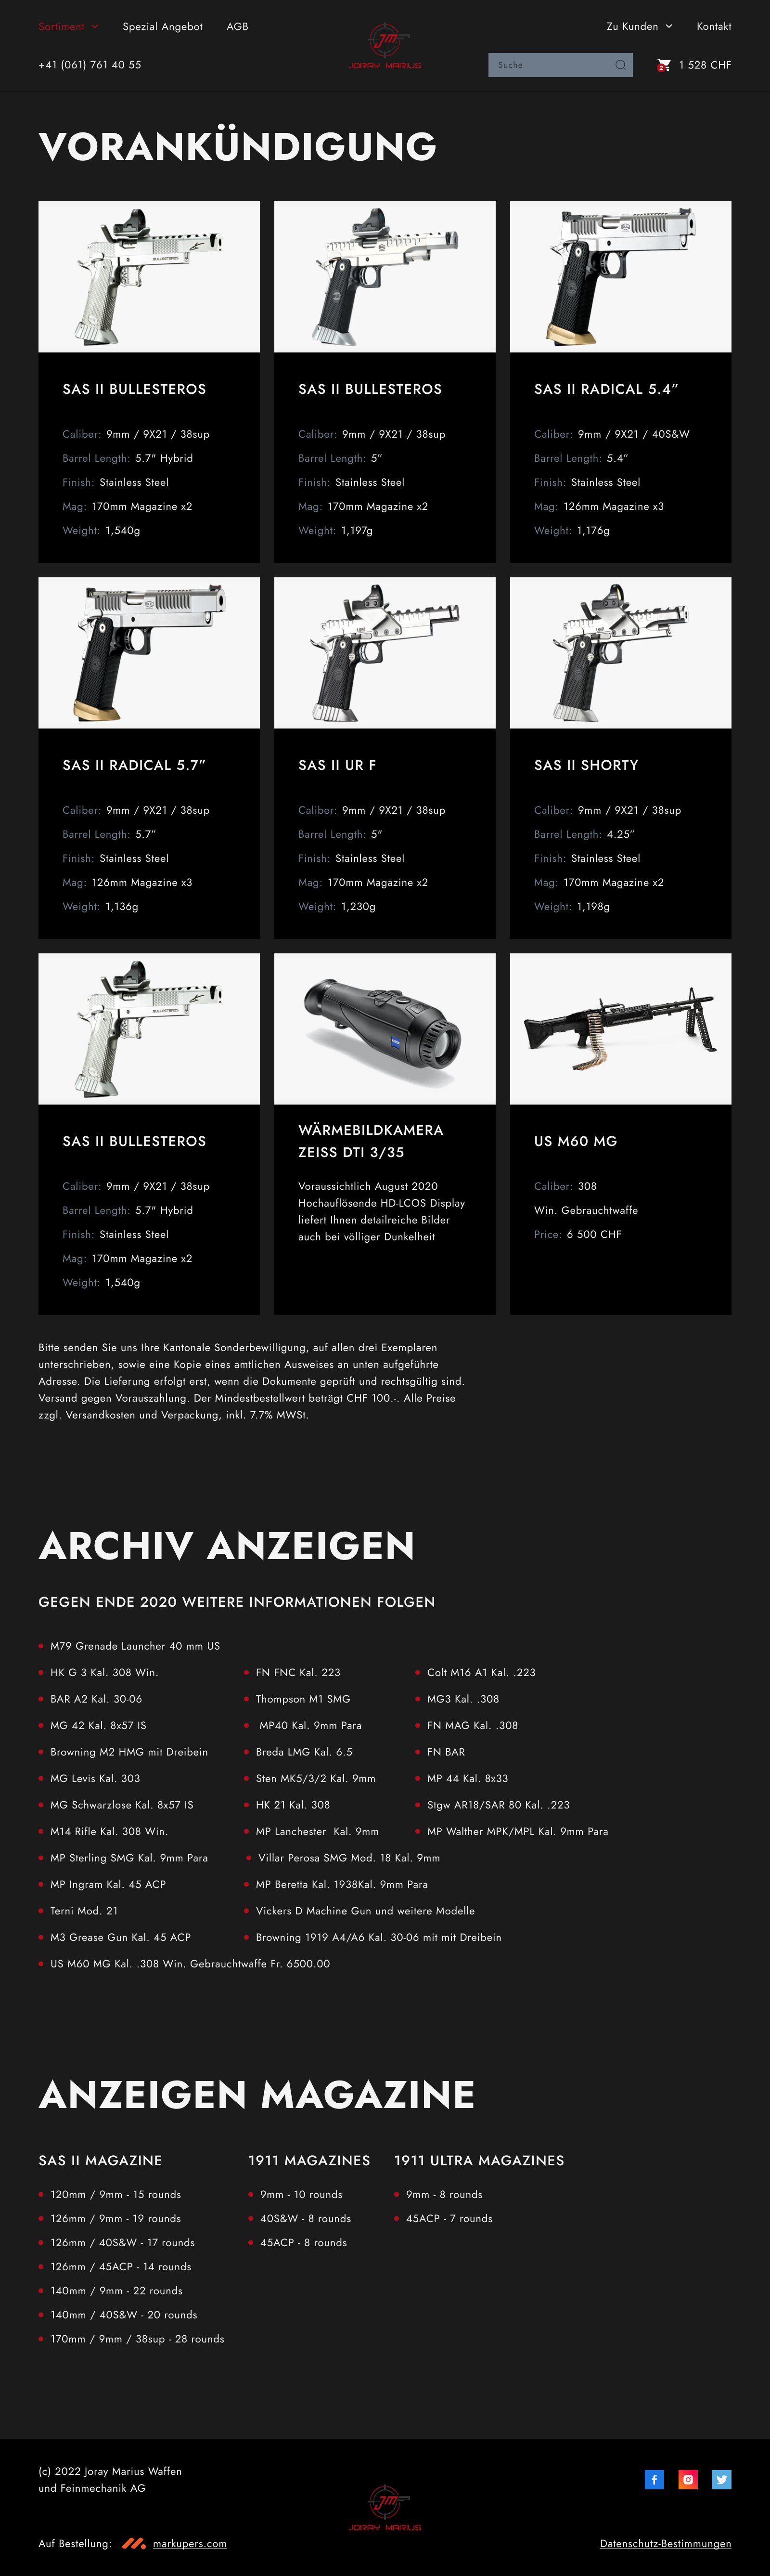 Sortiment Spezial Angebot AGB Zu Kunden Kontakt
JM
JORAY MARIUS
+41 (061) 761 40 55 Suche 2 1 528 CHF
VORANKÜNDIGUNG
BULLESTEROS
SAS II BULLESTEROS
Caliber: 9mm / 9X21 / 38sup
Barrel Length: 5.7" Hybrid
Finish: Stainless Steel
Mag: 170mm Magazine x2
Weight: 1,540g
SAS II BULLESTEROS
Caliber: 9mm / 9X21 / 38sup
Barrel Length: 5”
Finish: Stainless Steel
Mag: 170mm Magazine x2
Weight: 1,197g
SAS II RADICAL 5.4”
Caliber: 9mm / 9X21 / 40S&W
Barrel Length: 5.4”
Finish: Stainless Steel
Mag: 126mm Magazine x3
Weight: 1,176g
SAS II RADICAL 5.7”
Caliber: 9mm / 9X21 / 38sup
Barrel Length: 5.7”
Finish: Stainless Steel
Mag: 126mm Magazine x3
Weight: 1,136g
SAS II UR F
Caliber: 9mm / 9X21 / 38sup
Barrel Length: 5"
Finish: Stainless Steel
Mag: 170mm Magazine x2
Weight: 1,230g
SAS II SHORTY
Caliber: 9mm / 9X21 / 38sup
Barrel Length: 4.25”
Finish: Stainless Steel
Mag: 170mm Magazine x2
Weight: 1,198g
BULLESTEROS
SAS II BULLESTEROS
Caliber: 9mm / 9X21 / 38sup
Barrel Length: 5.7" Hybrid
Finish: Stainless Steel
Mag: 170mm Magazine x2
Weight: 1,540g
WÄRMEBILDKAMERA
ZEISS DTI 3/35
Voraussichtlich August 2020
Hochauflösende HD-LCOS Display
liefert Ihnen detailreiche Bilder
auch bei völliger Dunkelheit
US M60 MG
Caliber: 308
Win. Gebrauchtwaffe
Price: 6 500 CHF
Bitte senden Sie uns Ihre Kantonale Sonderbewilligung, auf allen drei Exemplaren
unterschrieben, sowie eine Kopie eines amtlichen Ausweises an unten aufgeführte
Adresse. Die Lieferung erfolgt erst, wenn die Dokumente geprüft und rechtsgültig sind.
Versand gegen Vorauszahlung. Der Mindestbestellwert beträgt CHF 100.-. Alle Preise
zzgl. Versandkosten und Verpackung, inkl. 7.7% MWSt.
ARCHIV ANZEIGEN
GEGEN ENDE 2020 WEITERE INFORMATIONEN FOLGEN
M79 Grenade Launcher 40 mm US
HK G 3 Kal. 308 Win. FN FNC Kal. 223 Colt M16 A1 Kal. .223
BAR A2 Kal. 30-06 Thompson M1 SMG MG3 Kal. .308
MG 42 Kal. 8x57 IS MP40 Kal. 9mm Para FN MAG Kal. .308
Browning M2 HMG mit Dreibein Breda LMG Kal. 6.5 FN BAR
MG Levis Kal. 303 Sten MK5/3/2 Kal. 9mm MP 44 Kal. 8x33
MG Schwarzlose Kal. 8x57 IS HK 21 Kal. 308 Stgw AR18/SAR 80 Kal. .223
M14 Rifle Kal. 308 Win. MP Lanchester Kal. 9mm MP Walther MPK/MPL Kal. 9mm Para
MP Sterling SMG Kal. 9mm Para Villar Perosa SMG Mod. 18 Kal. 9mm
MP Ingram Kal. 45 ACP MP Beretta Kal. 1938Kal. 9mm Para
Terni Mod. 21 Vickers D Machine Gun und weitere Modelle
M3 Grease Gun Kal. 45 ACP Browning 1919 A4/A6 Kal. 30-06 mit mit Dreibein
US M60 MG Kal. .308 Win. Gebrauchtwaffe Fr. 6500.00
ANZEIGEN MAGAZINE
SAS II MAGAZINE
120mm / 9mm - 15 rounds
126mm / 9mm - 19 rounds
126mm / 40S&W - 17 rounds
126mm / 45ACP - 14 rounds
140mm / 9mm - 22 rounds
140mm / 40S&W - 20 rounds
170mm / 9mm / 38sup - 28 rounds
1911 MAGAZINES
9mm - 10 rounds
40S&W - 8 rounds
45ACP - 8 rounds
1911 ULTRA MAGAZINES
9mm - 8 rounds
45ACP - 7 rounds
(c) 2022 Joray Marius Waffen
und Feinmechanik AG
JM
JORAY MARIUS
Auf Bestellung: markupers.com Datenschutz-Bestimmungen